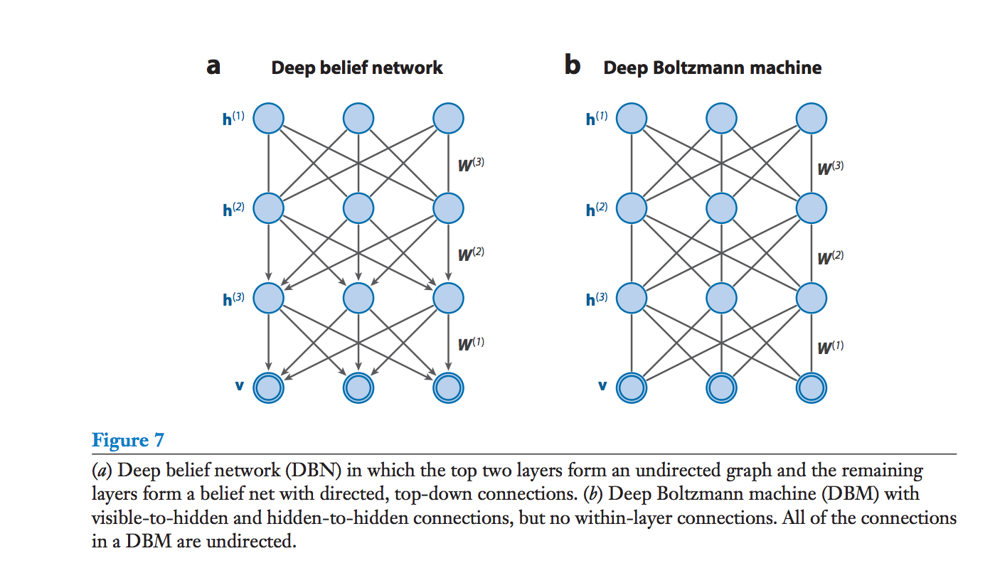 a Deep belief network
h(1)
W(3)
h(2)
W(2)
h(3)
W(1)
v
b Deep Boltzmann machine
h(1)
W(3)
h(2)
W(2)
h(3)
W(1)
v
Figure 7
(a) Deep belief network (DBN) in which the top two layers form an undirected graph and the remaining
layers form a belief net with directed, top-down connections. (b) Deep Boltzmann machine (DBM) with
visible-to-hidden and hidden-to-hidden connections, but no within-layer connections. All of the connections
in a DBM are undirected.